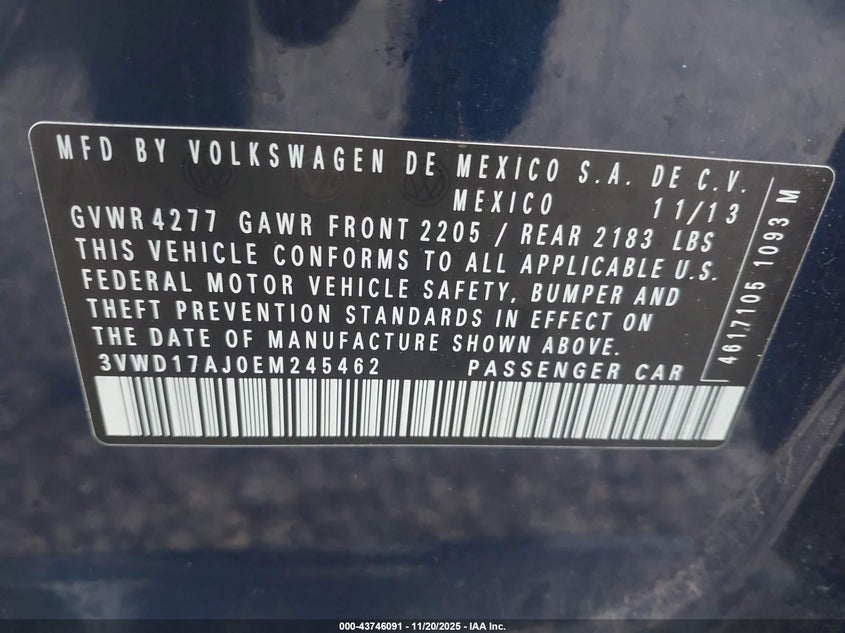 MFD BY VOLKSWAGEN DE MEXICO S.A. DE C.V.
MEXICO 11/13
GVWR 4277 GAWR FRONT 2205 / REAR 2183 LBS
THIS VEHICLE CONFORMS TO ALL APPLICABLE U.S.
FEDERAL MOTOR VEHICLE SAFETY, BUMPER AND
THEFT PREVENTION STANDARDS IN EFFECT ON
THE DATE OF MANUFACTURE SHOWN ABOVE.
3VWD17AJ0EM245462 PASSENGER CAR
4617105 1093 M
000-43746091 - 11/20/2025 - IAA Inc.